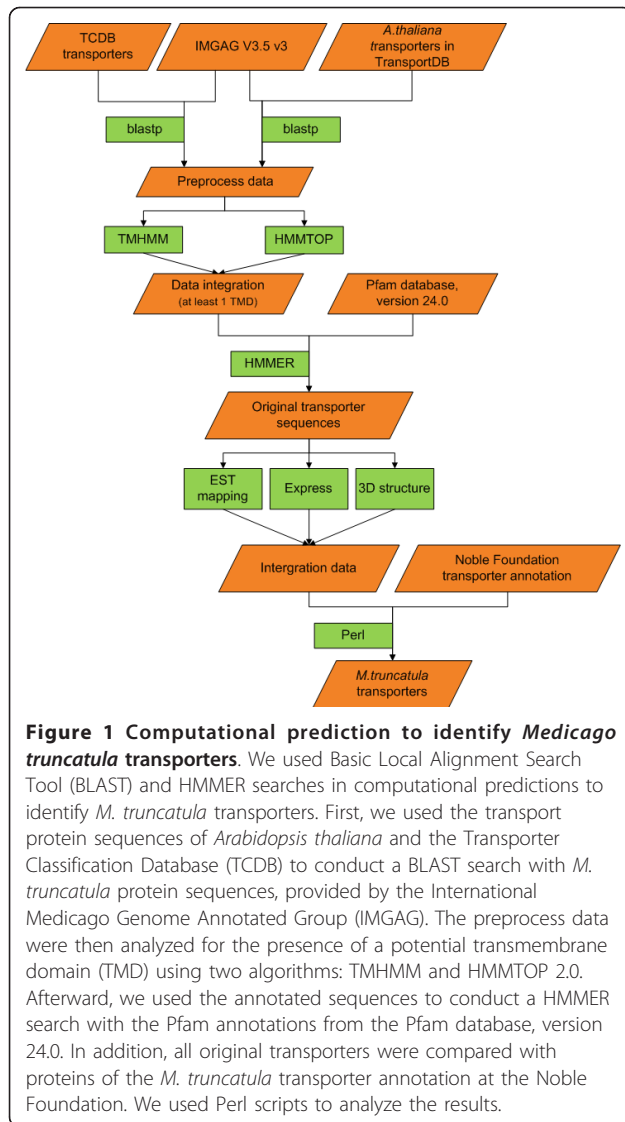 TCDB
transporters
IMGAG V3.5 v3
A.thaliana
transporters in
TransportDB
blastp
blastp
Preprocess data
TMHMM
HMMTOP
Data integration
(at least 1 TMD)
Pfam database,
version 24.0
HMMER
Original transporter
sequences
EST
mapping
Express
3D structure
Intergration data
Noble Foundation
transporter annotation
Perl
M.truncatula
transporters
Figure 1 Computational prediction to identify Medicago
truncatula transporters. We used Basic Local Alignment Search
Tool (BLAST) and HMMER searches in computational predictions to
identify M. truncatula transporters. First, we used the transport
protein sequences of Arabidopsis thaliana and the Transporter
Classification Database (TCDB) to conduct a BLAST search with M.
truncatula protein sequences, provided by the International
Medicago Genome Annotated Group (IMGAG). The preprocess data
were then analyzed for the presence of a potential transmembrane
domain (TMD) using two algorithms: TMHMM and HMMTOP 2.0.
Afterward, we used the annotated sequences to conduct a HMMER
search with the Pfam annotations from the Pfam database, version
24.0. In addition, all original transporters were compared with
proteins of the M. truncatula transporter annotation at the Noble
Foundation. We used Perl scripts to analyze the results.